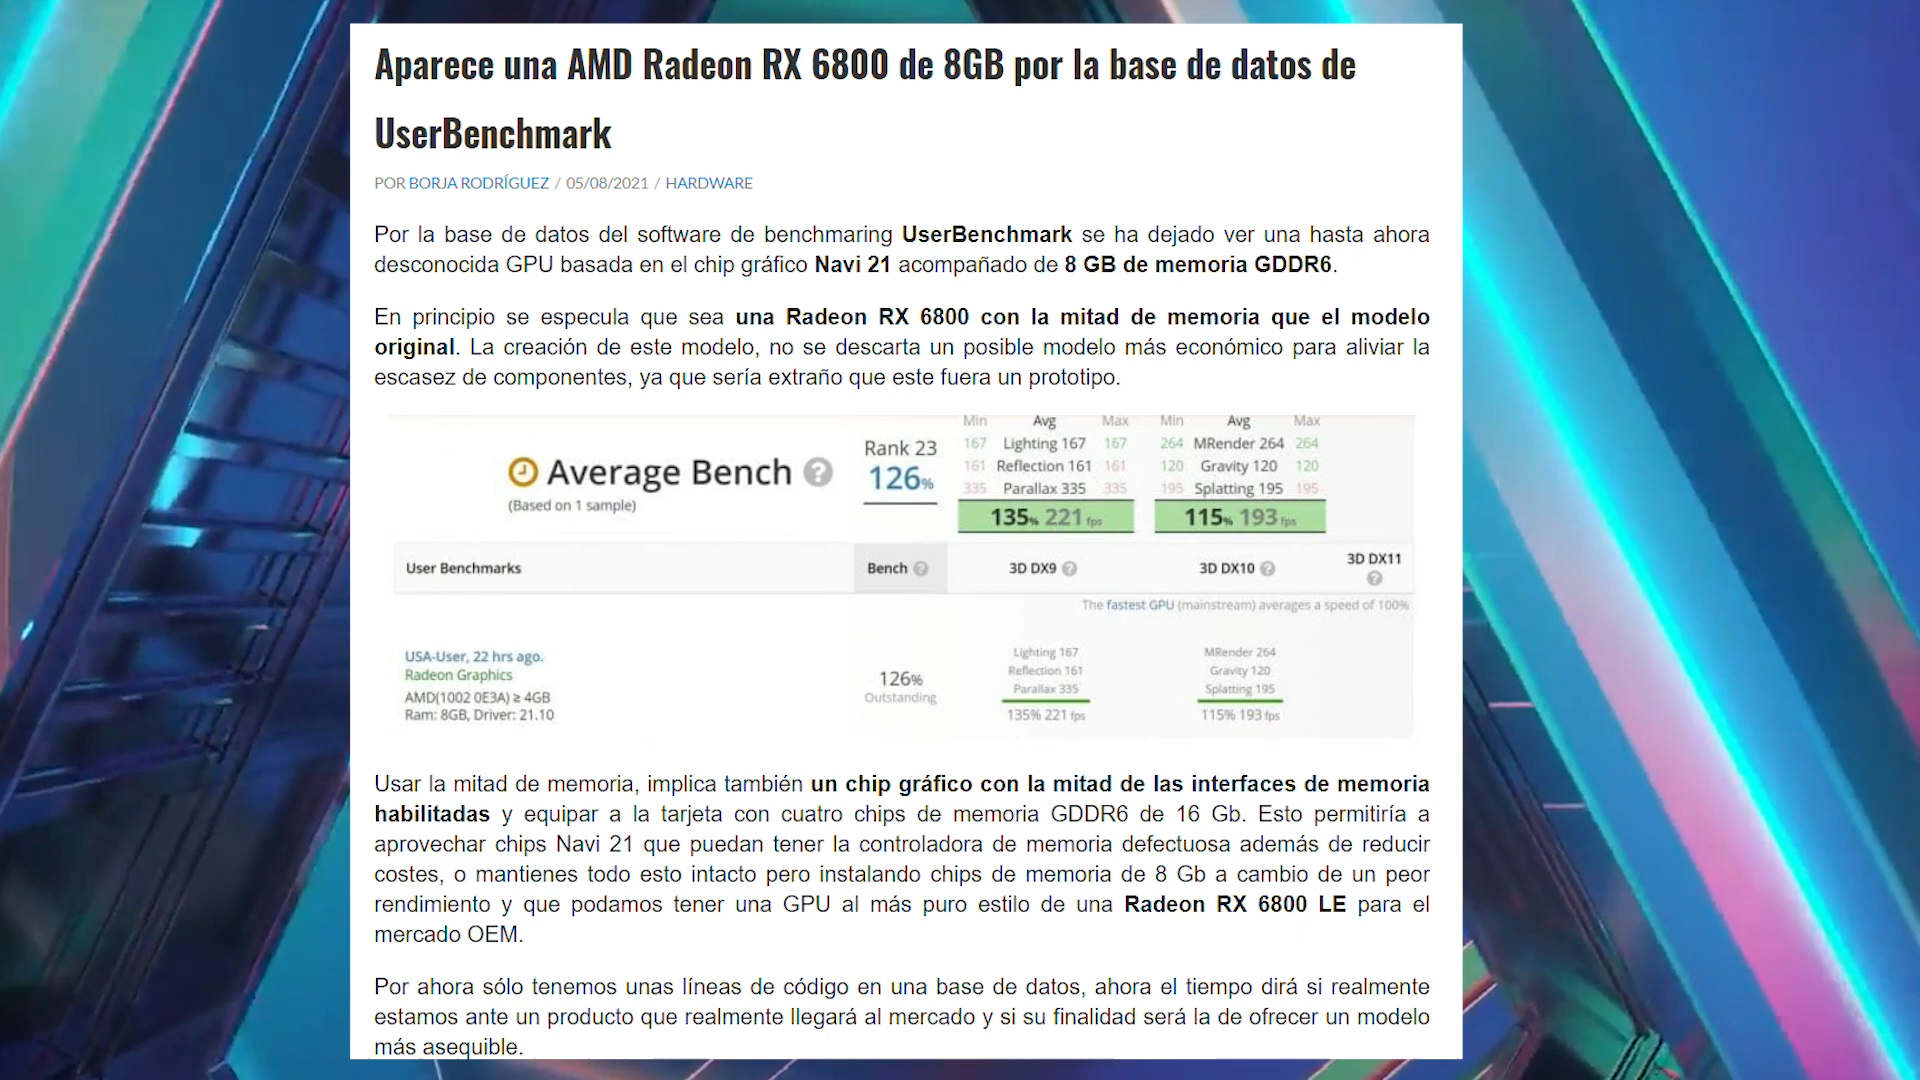 Aparece una AMD Radeon RX 6800 de 8GB por la base de datos de
UserBenchmark
POR BORJA RODRÍGUEZ / 05/08/2021 / HARDWARE
Por la base de datos del software de benchmaring UserBenchmark se ha dejado ver una hasta ahora
desconocida GPU basada en el chip gráfico Navi 21 acompañado de 8 GB de memoria GDDR6.
En principio se especula que sea una Radeon RX 6800 con la mitad de memoria que el modelo
original. La creación de este modelo, no se descarta un posible modelo más económico para aliviar la
escasez de componentes, ya que sería extraño que este fuera un prototipo.
Min Avg Max Min Avg Max
Rank 23 167 Lighting 167 167 264 MRender 264 264
Average Bench ? 126% 161 Reflection 161 161 120 Gravity 120 120
335 Parallax 335 335 195 Splatting 195 195
(Based on 1 sample) 135% 221 fps 115% 193 fps
User Benchmarks Bench ? 3D DX9 ? 3D DX10 ? 3D DX11 ?
The fastest GPU (mainstream) averages a speed of 100%
USA-User, 22 hrs ago. Lighting 167 MRender 264
Radeon Graphics 126% Reflection 161 Gravity 120
AMD(1002 0E3A) ≥ 4GB Outstanding Parallax 335 Splatting 195
Ram: 8GB, Driver: 21.10 135% 221 fps 115% 193 fps
Usar la mitad de memoria, implica también un chip gráfico con la mitad de las interfaces de memoria
habilitadas y equipar a la tarjeta con cuatro chips de memoria GDDR6 de 16 Gb. Esto permitiría a
aprovechar chips Navi 21 que puedan tener la controladora de memoria defectuosa además de reducir
costes, o mantienes todo esto intacto pero instalando chips de memoria de 8 Gb a cambio de un peor
rendimiento y que podamos tener una GPU al más puro estilo de una Radeon RX 6800 LE para el
mercado OEM.
Por ahora sólo tenemos unas líneas de código en una base de datos, ahora el tiempo dirá si realmente
estamos ante un producto que realmente llegará al mercado y si su finalidad será la de ofrecer un modelo
más asequible.